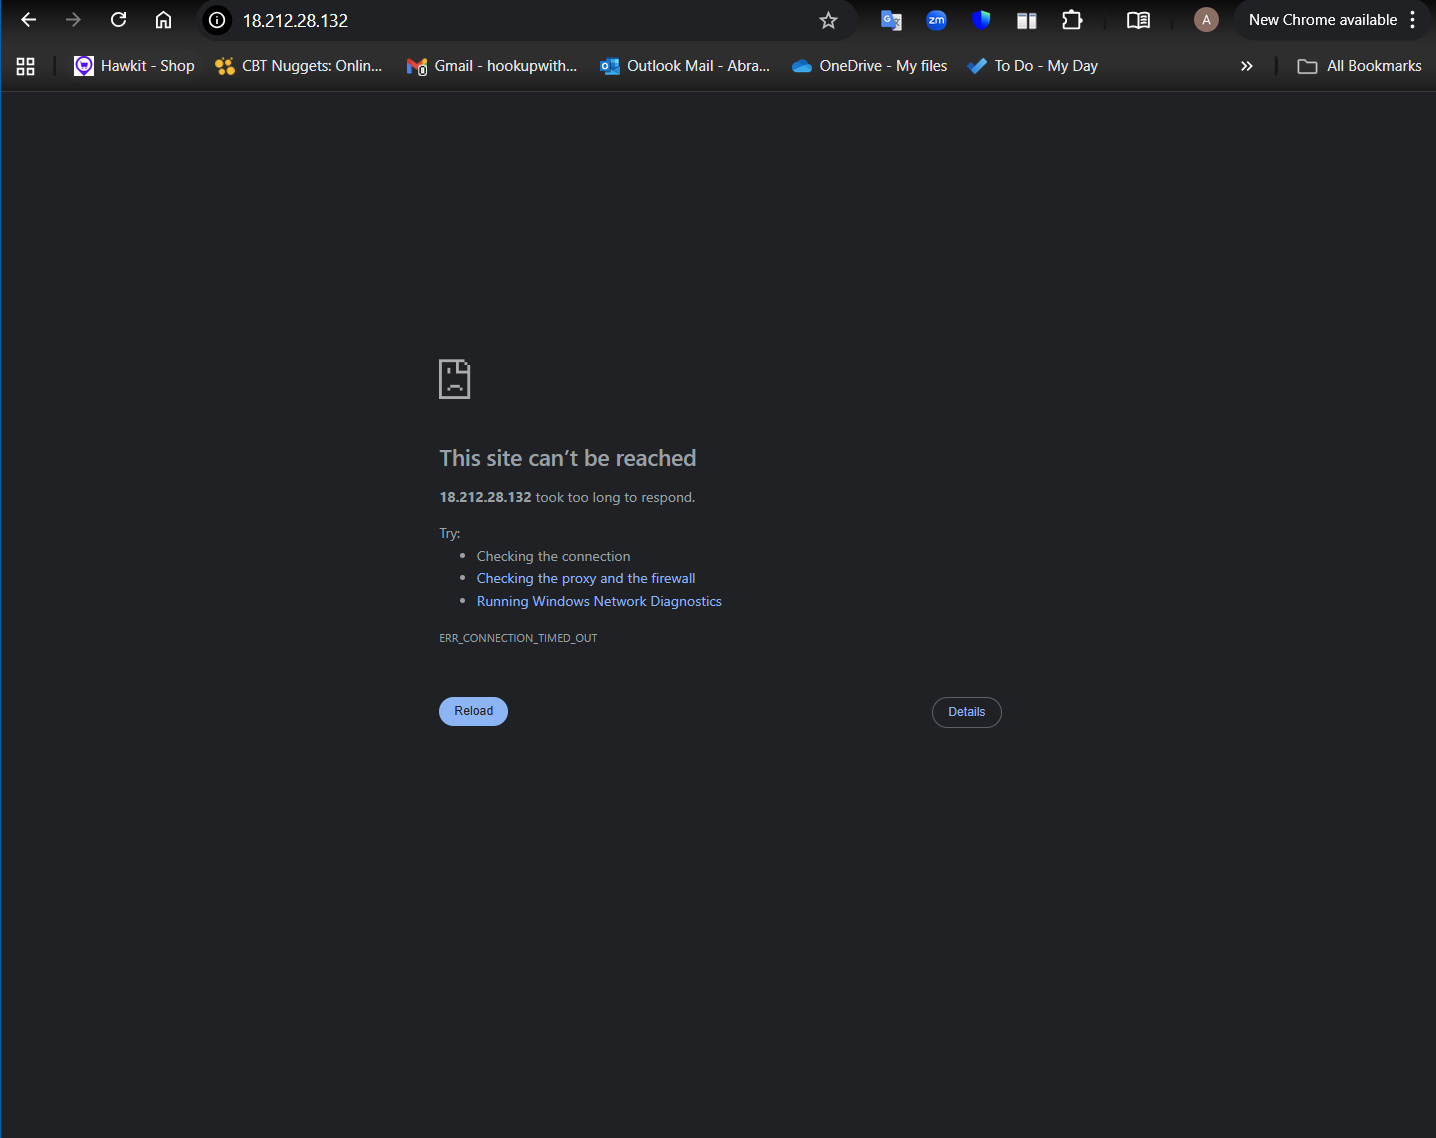 18.212.28.132
zm
A
New Chrome available
Hawkit - Shop
CBT Nuggets: Onlin...
Gmail - hookupwith...
Outlook Mail - Abra...
OneDrive - My files
To Do - My Day
All Bookmarks
This site can’t be reached
18.212.28.132 took too long to respond.
Try:
Checking the connection
Checking the proxy and the firewall
Running Windows Network Diagnostics
ERR_CONNECTION_TIMED_OUT
Reload
Details